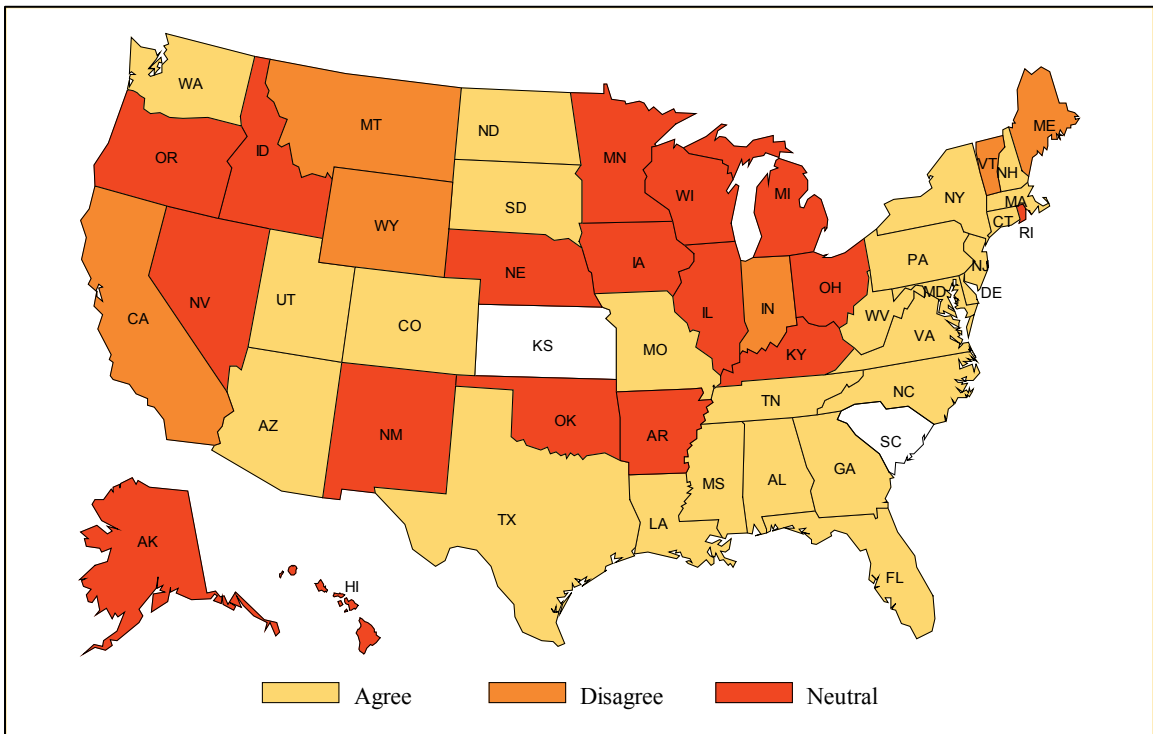 WA
MT
ND
MN
ME
VT
NH
OR
ID
WI
MI
NY
MA
SD
WY
CT
RI
PA
NE
IA
NJ
OH
MD
DE
NV
UT
IL
IN
WV
CA
CO
VA
KS
MO
KY
NC
TN
AZ
OK
NM
AR
SC
GA
MS
AL
TX
LA
AK
FL
HI
Agree Disagree Neutral